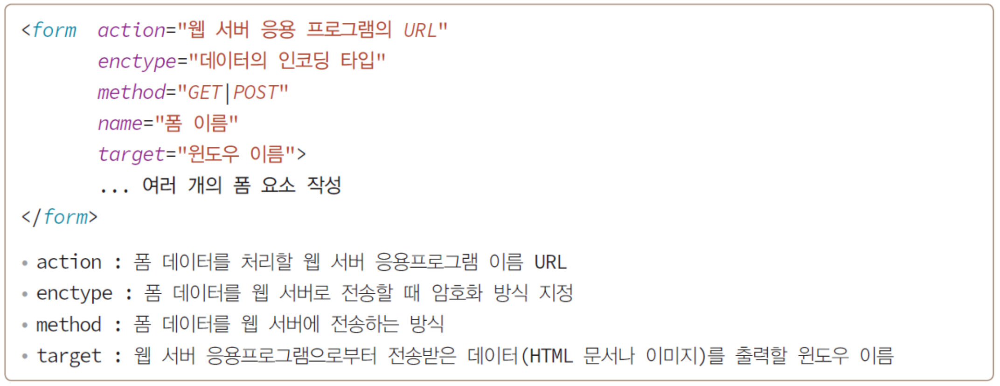 <form action="웹 서버 응용 프로그램의 URL"
enctype="데이터의 인코딩 타입"
method="GET|POST"
name="폼 이름"
target="윈도우 이름">
... 여러 개의 폼 요소 작성
</form>
• action : 폼 데이터를 처리할 웹 서버 응용프로그램 이름 URL
• enctype : 폼 데이터를 웹 서버로 전송할 때 암호화 방식 지정
• method : 폼 데이터를 웹 서버에 전송하는 방식
• target : 웹 서버 응용프로그램으로부터 전송받은 데이터(HTML 문서나 이미지)를 출력할 윈도우 이름